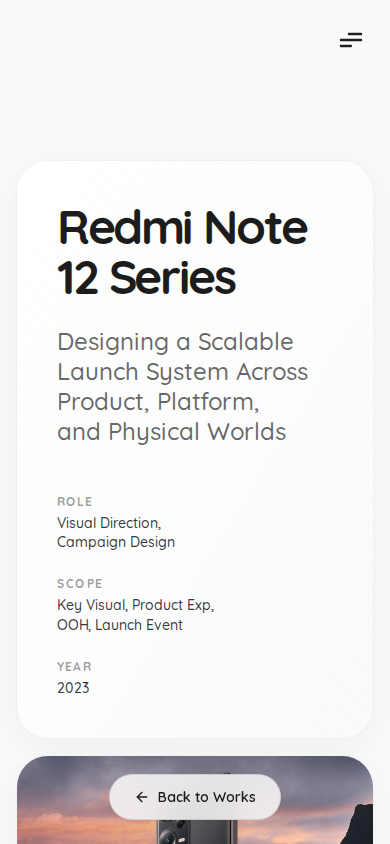 Redmi Note
12 Series
Designing a Scalable
Launch System Across
Product, Platform,
and Physical Worlds
ROLE
Visual Direction,
Campaign Design
SCOPE
Key Visual, Product Exp,
OOH, Launch Event
YEAR
2023
Back to Works